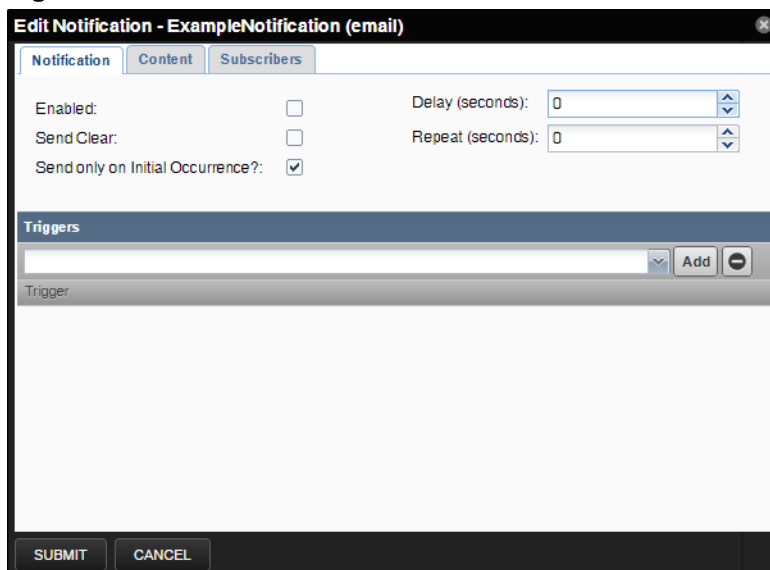 Edit Notification - ExampleNotification (email)
Notification Content Subscribers
Enabled: Delay (seconds): 0
Send Clear: Repeat (seconds): 0
Send only on Initial Occurrence?:
Triggers
Add
Trigger
SUBMIT CANCEL